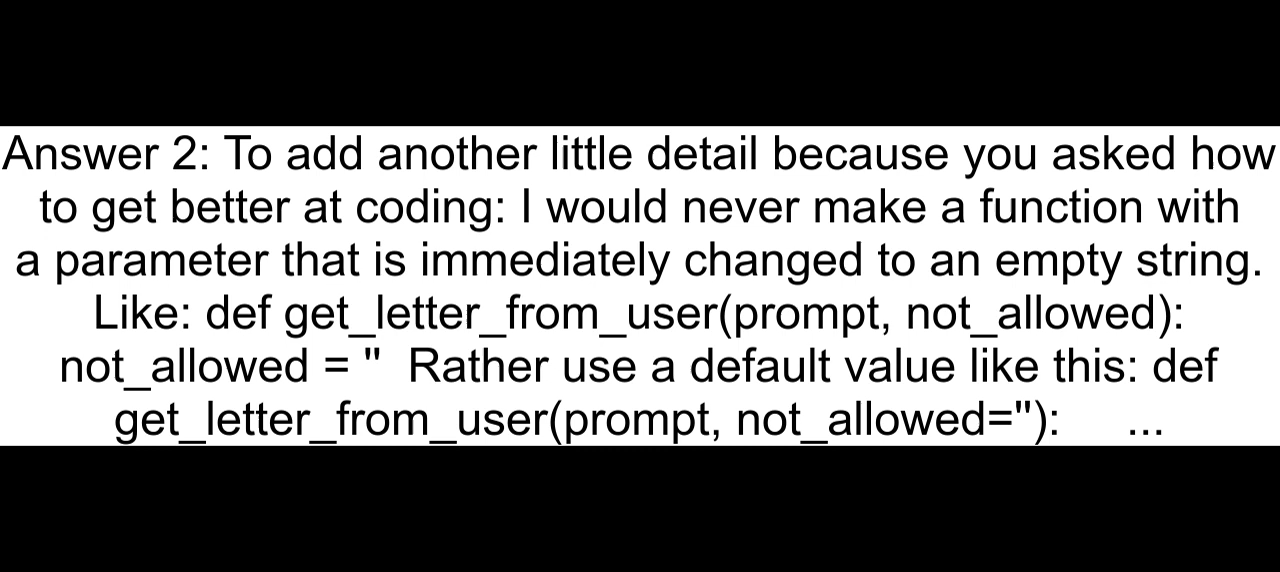 Answer 2: To add another little detail because you asked how
to get better at coding: I would never make a function with
a parameter that is immediately changed to an empty string.
Like: def get_letter_from_user(prompt, not_allowed):
not_allowed = ''  Rather use a default value like this: def
get_letter_from_user(prompt, not_allowed=''):     ...